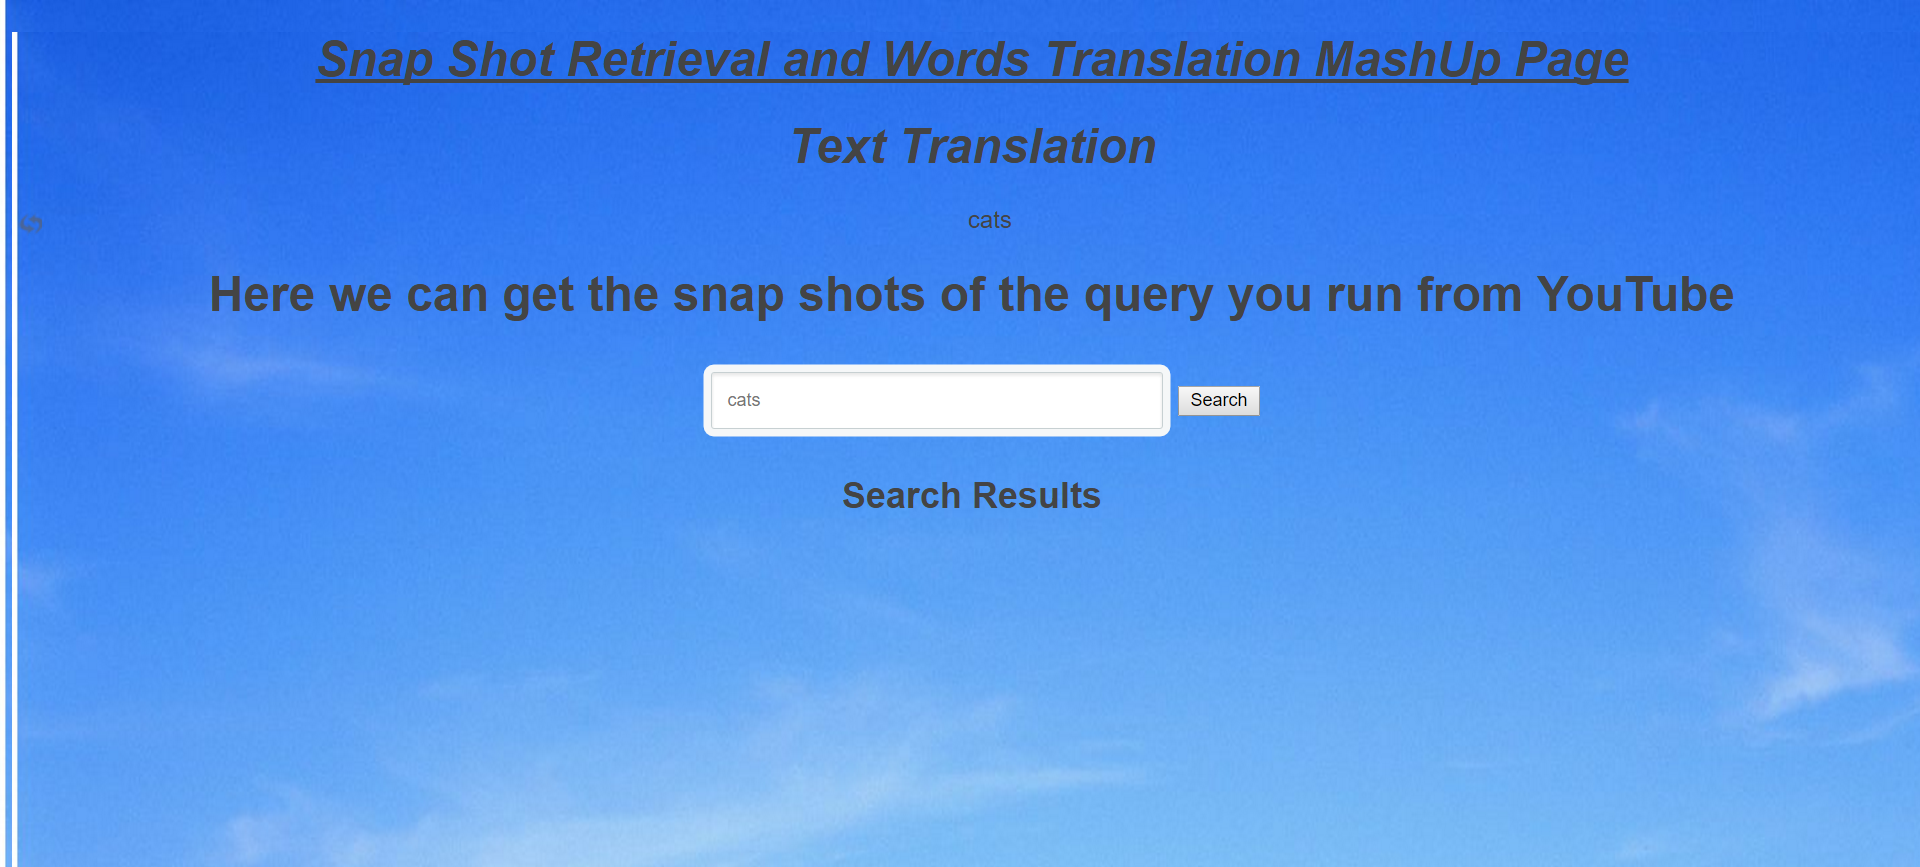 Snap Shot Retrieval and Words Translation MashUp Page
Text Translation
cats
Here we can get the snap shots of the query you run from YouTube
cats
Search
Search Results